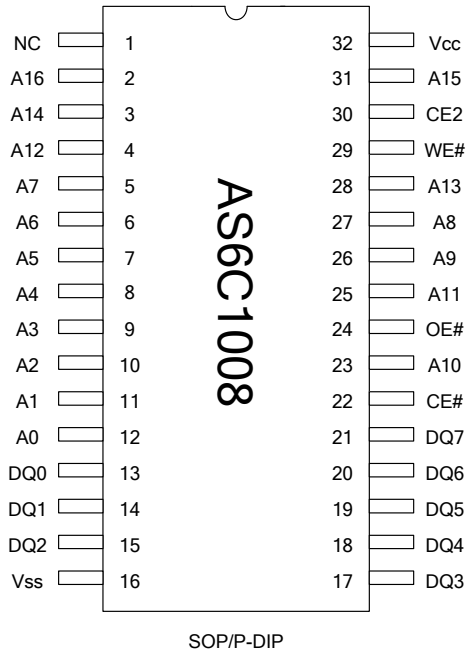 NC 1 32 Vcc
A16 2 31 A15
A14 3 30 CE2
A12 4 29 WE#
A7 5 28 A13
A6 6 27 A8
A5 7 26 A9
A4 8 25 A11
A3 9 24 OE#
A2 10 23 A10
A1 11 22 CE#
A0 12 21 DQ7
DQ0 13 20 DQ6
DQ1 14 19 DQ5
DQ2 15 18 DQ4
Vss 16 17 DQ3
AS6C1008
SOP/P-DIP